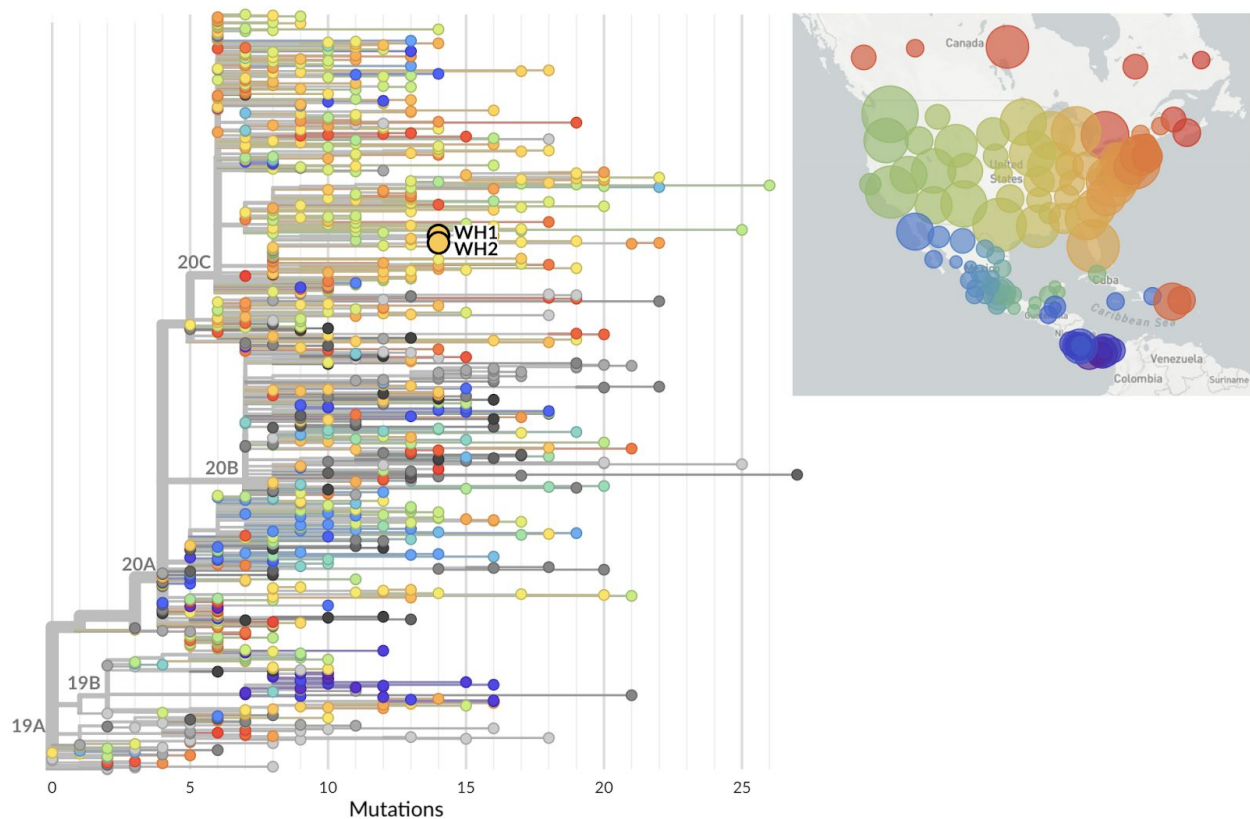 Canada
United
States
Mexico
Cuba
Caribbean Sea
Venezuela
Colombia
Suriname
WH1
WH2
20C
20B
20A
19B
19A
0 5 10 15 20 25
Mutations